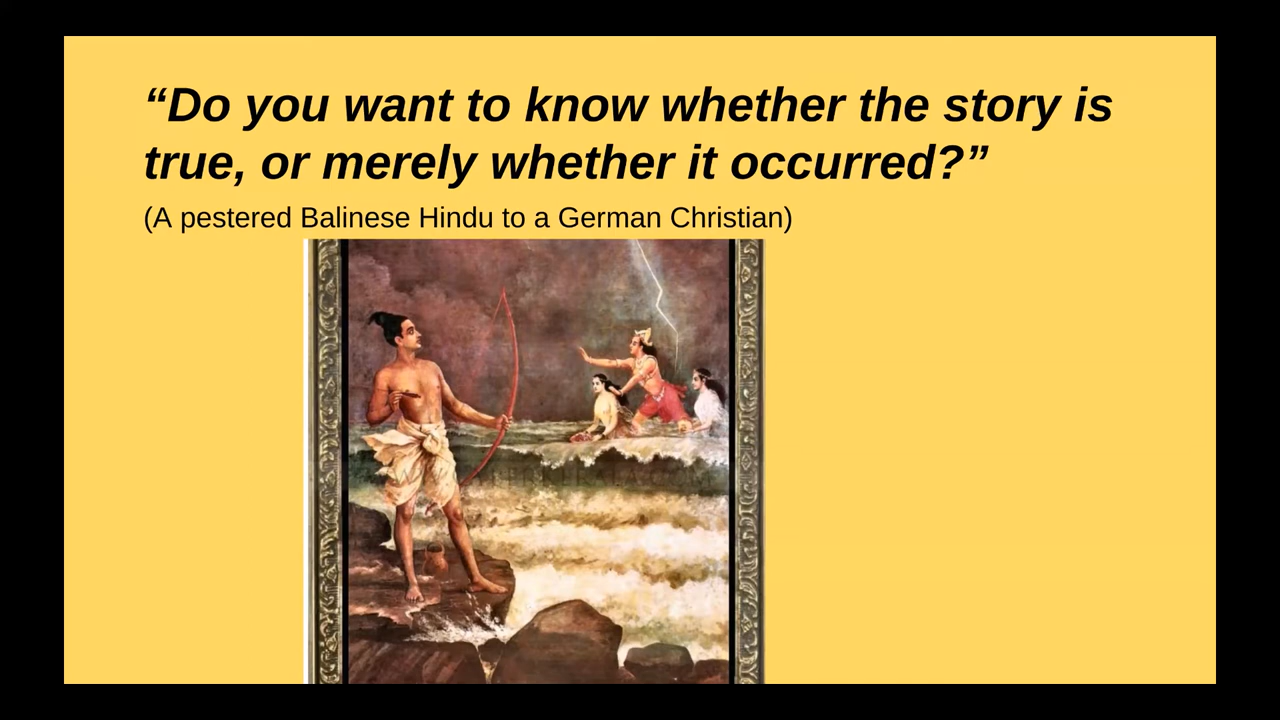 “Do you want to know whether the story is
true, or merely whether it occurred?”
(A pestered Balinese Hindu to a German Christian)